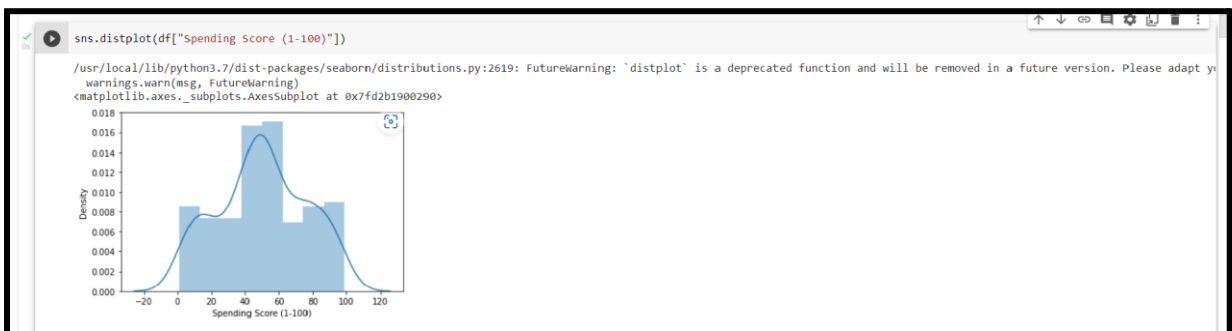 sns.distplot(df["Spending Score (1-100)"])
0s
/usr/local/lib/python3.7/dist-packages/seaborn/distributions.py:2619: FutureWarning: `distplot` is a deprecated function and will be removed in a future version. Please adapt
warnings.warn(msg, FutureWarning)
<matplotlib.axes._subplots.AxesSubplot at 0x7fd2b1900290>
0.018
0.016
0.014
0.012
0.010
0.008
0.006
0.004
0.002
0.000
Density
−20 0 20 40 60 80 100 120
Spending Score (1-100)